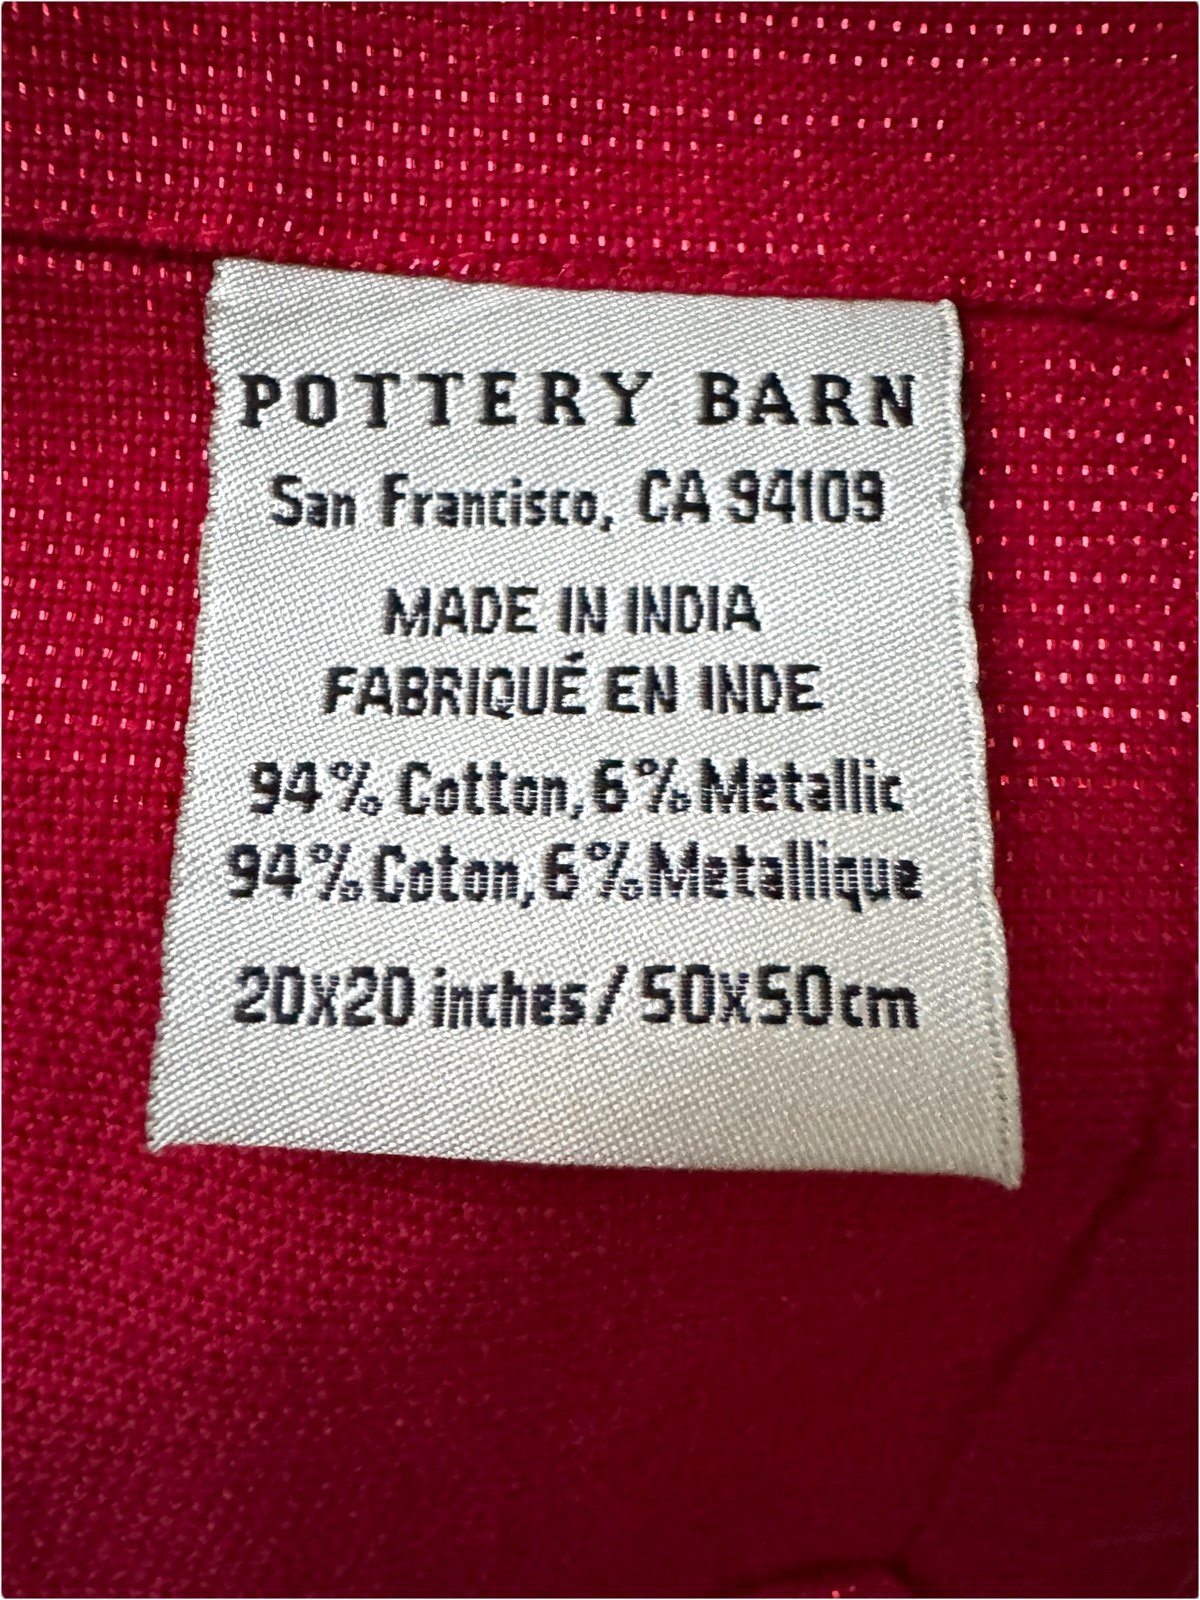 POTTERY BARN
San Francisco, CA 94109
MADE IN INDIA
FABRIQUÉ EN INDE
94% Cotton, 6% Metallic
94% Coton, 6% Metallique
20x20 inches / 50x50cm